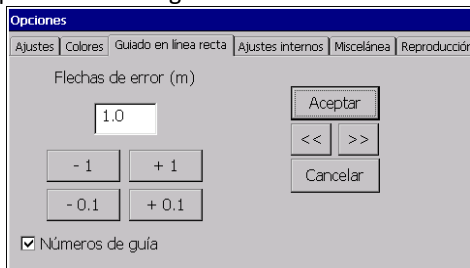 Opciones
Ajustes Colores Guiado en línea recta Ajustes internos Miscelánea Reproducción
Flechas de error (m)
1.0
Aceptar
<< >>
- 1 + 1
Cancelar
- 0.1 + 0.1
Números de guía